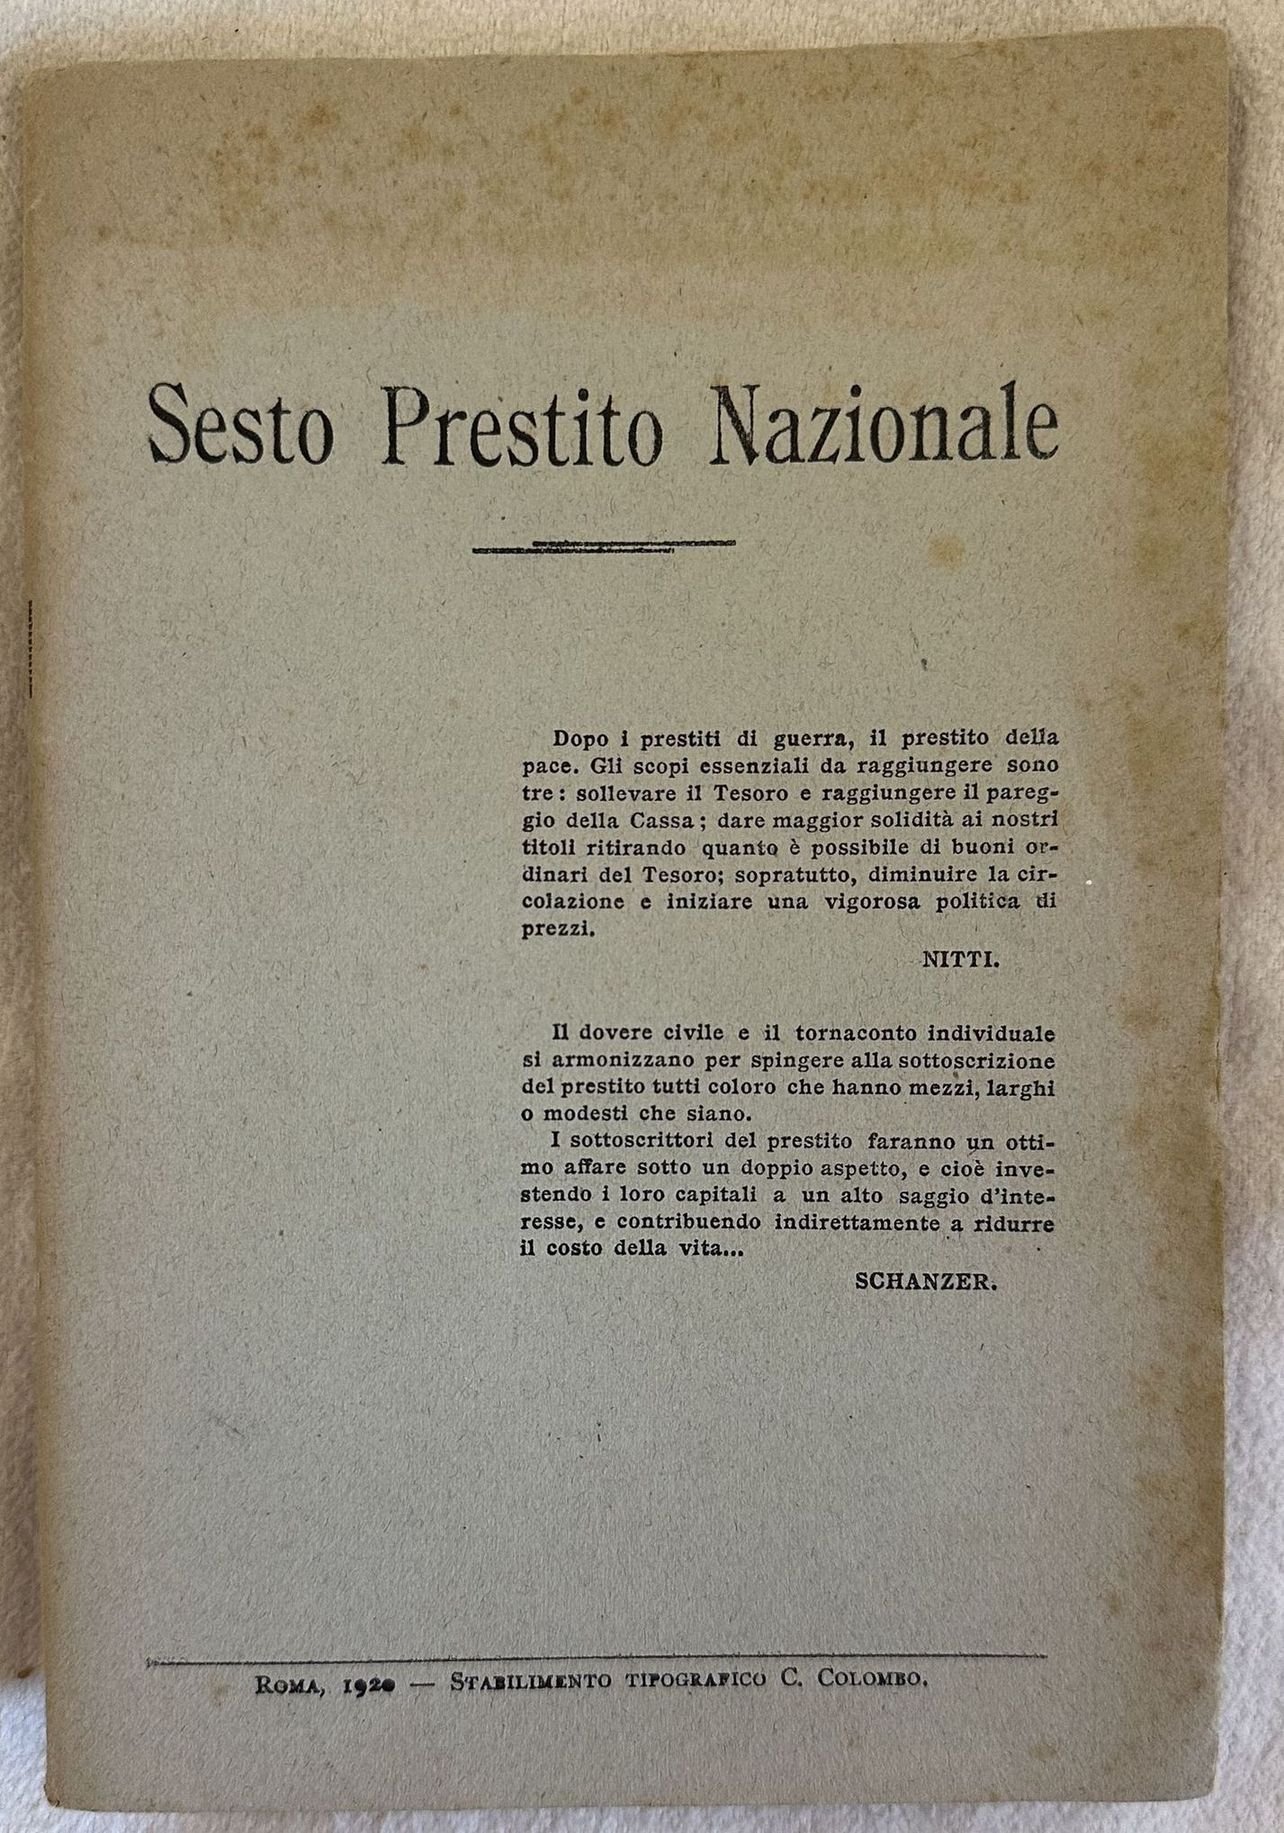 Sesto Prestito Nazionale
Dopo i prestiti di guerra, il prestito della
pace. Gli scopi essenziali da raggiungere sono
tre: sollevare il Tesoro e raggiungere il pareg-
gio della Cassa; dare maggior solidità ai nostri
titoli ritirando quanto è possibile di buoni or-
dinari del Tesoro; sopratutto, diminuire la cir-
colazione e iniziare una vigorosa politica di
prezzi.
NITTI.
Il dovere civile e il tornaconto individuale
si armonizzano per spingere alla sottoscrizione
del prestito tutti coloro che hanno mezzi, larghi
o modesti che siano.
I sottoscrittori del prestito faranno un otti-
mo affare sotto un doppio aspetto, e cioè inve-
stendo i loro capitali a un alto saggio d'inte-
resse, e contribuendo indirettamente a ridurre
il costo della vita...
SCHANZER.
ROMA, 1920 — STABILIMENTO TIPOGRAFICO C. COLOMBO.